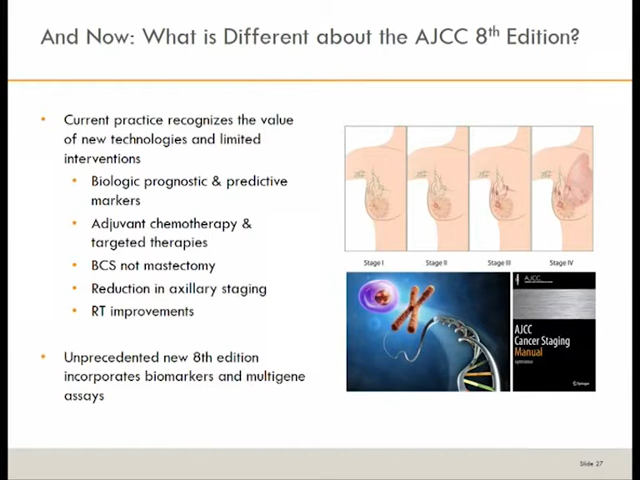 And Now: What is Different about the AJCC 8th Edition?
• Current practice recognizes the value
of new technologies and limited
interventions
• Biologic prognostic & predictive
markers
• Adjuvant chemotherapy &
targeted therapies
• BCS not mastectomy
• Reduction in axillary staging
• RT improvements
• Unprecedented new 8th edition
incorporates biomarkers and multigene
assays
Stage I
Stage II
Stage III
Stage IV
AJCC
AJCC
Cancer Staging
Manual
Springer
Slide 27